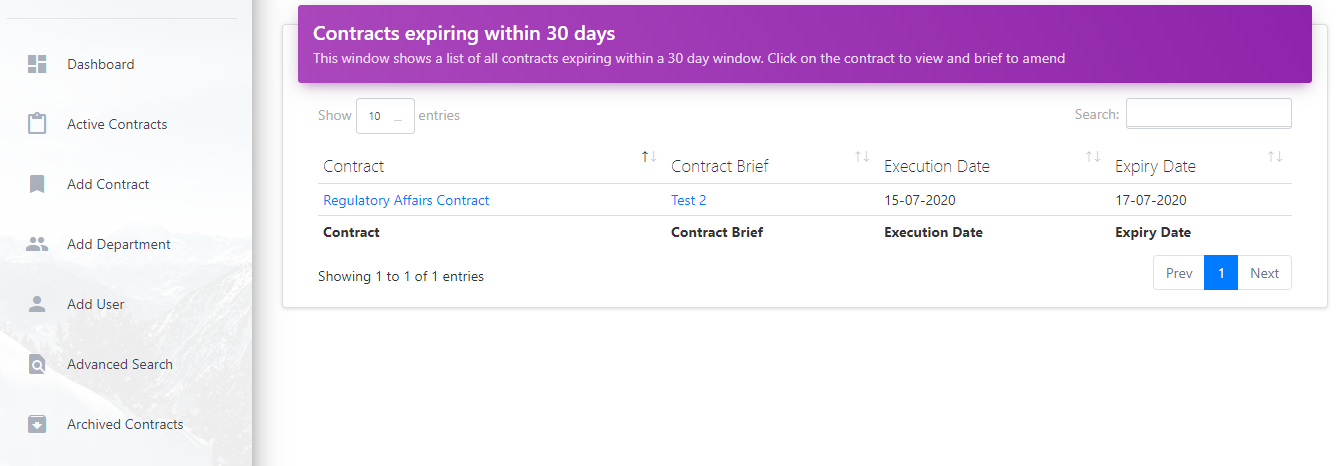 Dashboard
Active Contracts
Add Contract
Add Department
Add User
Advanced Search
Archived Contracts
Contracts expiring within 30 days
This window shows a list of all contracts expiring within a 30 day window. Click on the contract to view and brief to amend
Show 10 entries Search:
Contract Contract Brief Execution Date Expiry Date
Regulatory Affairs Contract Test 2 15-07-2020 17-07-2020
Contract Contract Brief Execution Date Expiry Date
Showing 1 to 1 of 1 entries Prev 1 Next